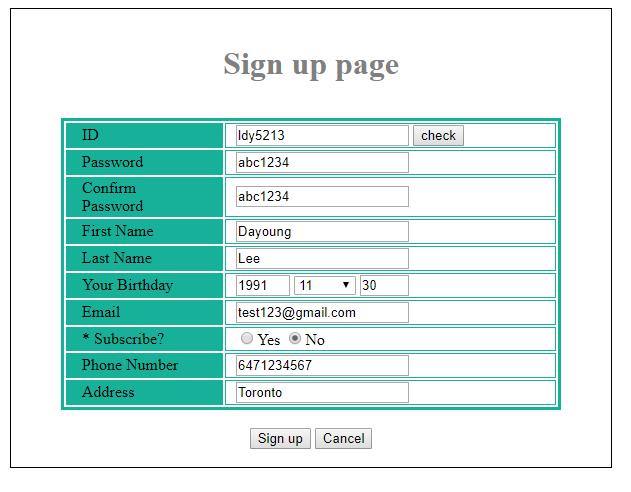 Sign up page
ID ldy5213 check
Password abc1234
Confirm
Password abc1234
First Name Dayoung
Last Name Lee
Your Birthday 1991 11 30
Email test123@gmail.com
* Subscribe? Yes No
Phone Number 6471234567
Address Toronto
Sign up Cancel